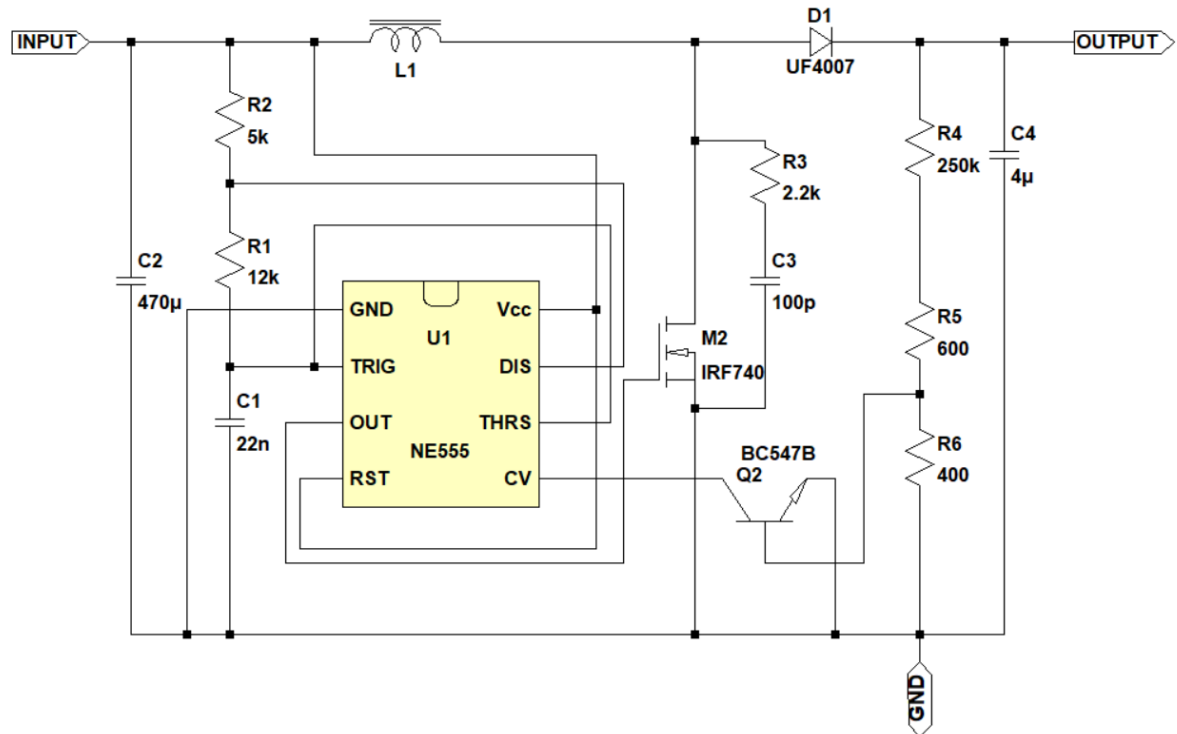 INPUT
L1
D1
UF4007
OUTPUT
R2
5k
R3
2.2k
R4
250k
C4
4µ
R1
12k
C2
470µ
C3
100p
GND
Vcc
U1
TRIG
DIS
OUT
THRS
NE555
RST
CV
M2
IRF740
R5
600
C1
22n
BC547B
Q2
R6
400
GND